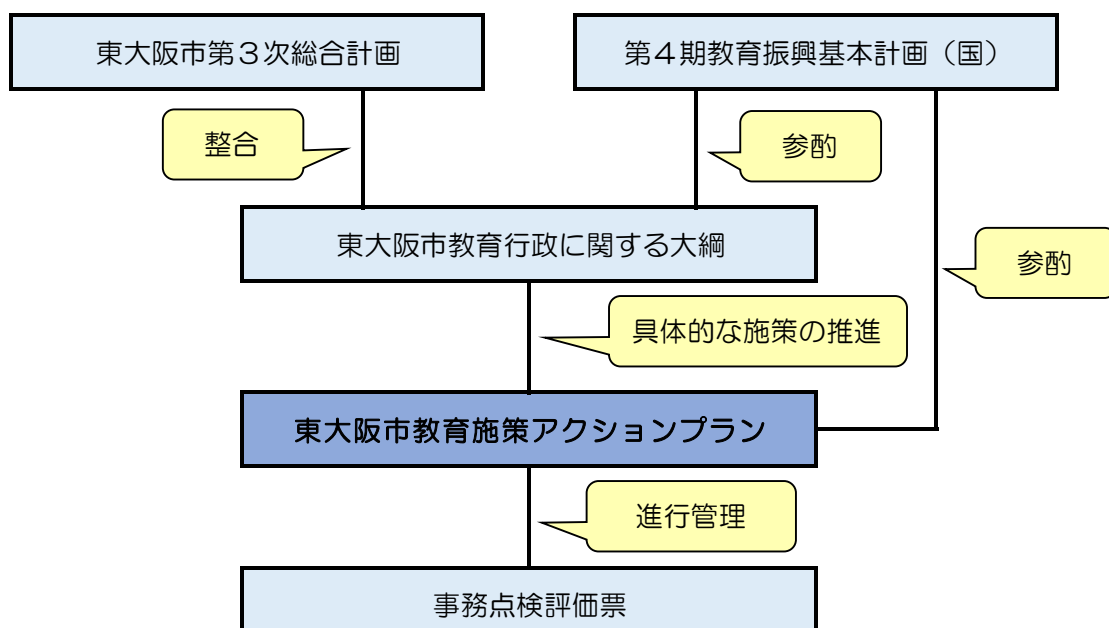 東大阪市第３次総合計画
第４期教育振興基本計画（国）
整合
参酌
東大阪市教育行政に関する大綱
参酌
具体的な施策の推進
東大阪市教育施策アクションプラン
進行管理
事務点検評価票